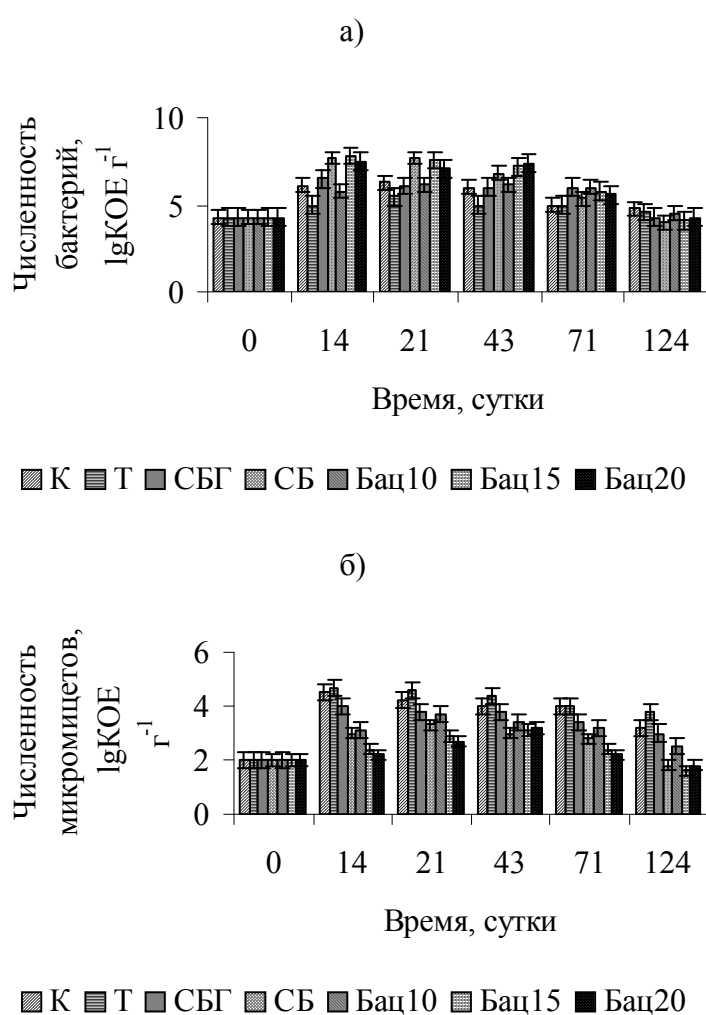 а)
Численность
бактерий,
lgКОЕ г-1
10
5
0
0 14 21 43 71 124
Время, сутки
К Т СБГ СБ Бац10 Бац15 Бац20
б)
Численность
микромицетов,
lgКОЕ
г-1
6
4
2
0
0 14 21 43 71 124
Время, сутки
К Т СБГ СБ Бац10 Бац15 Бац20